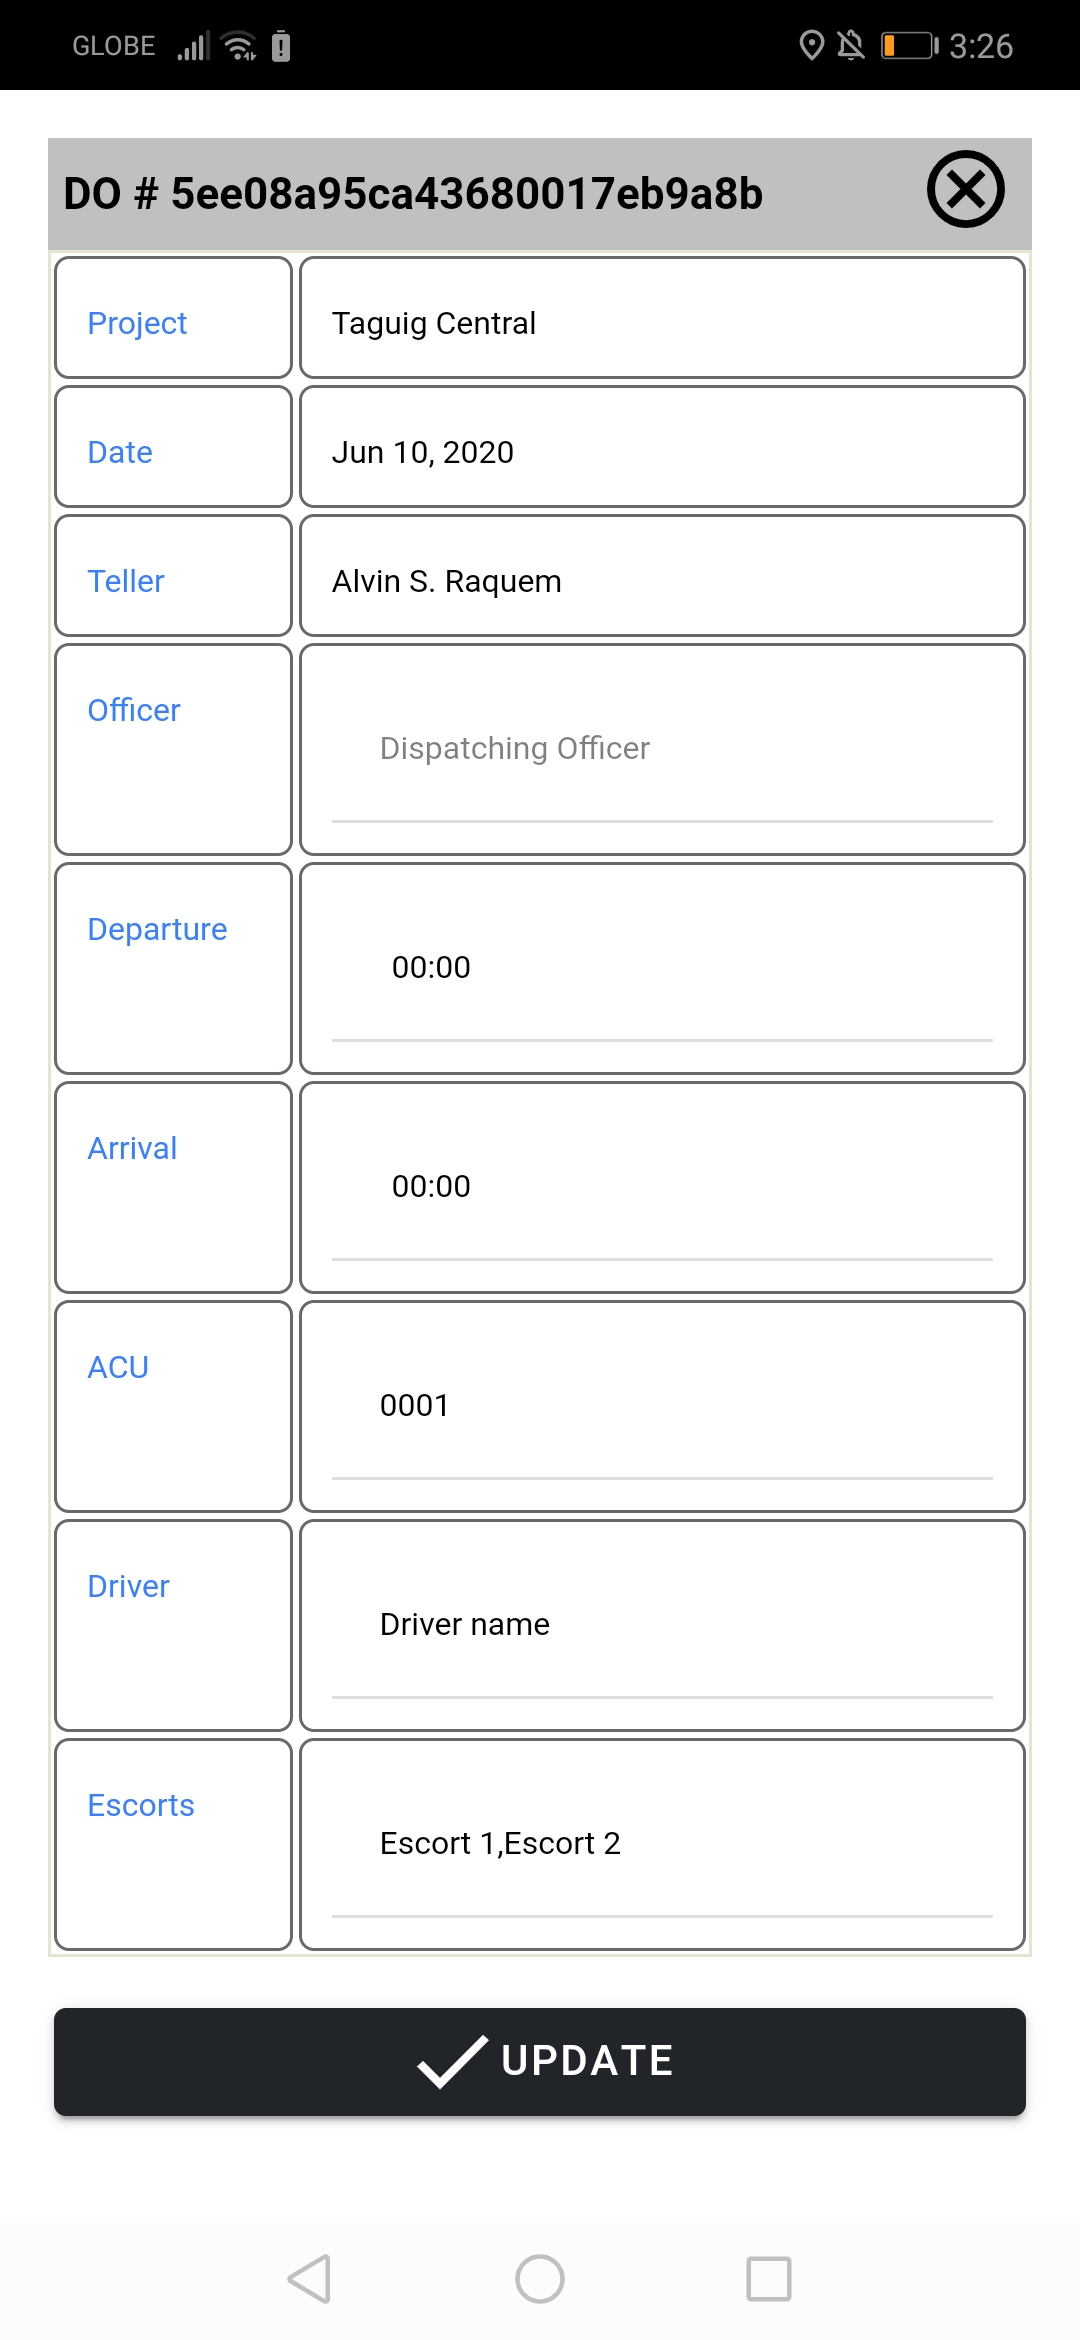 GLOBE 3:26
DO # 5ee08a95ca43680017eb9a8b
Project Taguig Central
Date Jun 10, 2020
Teller Alvin S. Raquem
Officer Dispatching Officer
Departure 00:00
Arrival 00:00
ACU 0001
Driver Driver name
Escorts Escort 1,Escort 2
UPDATE